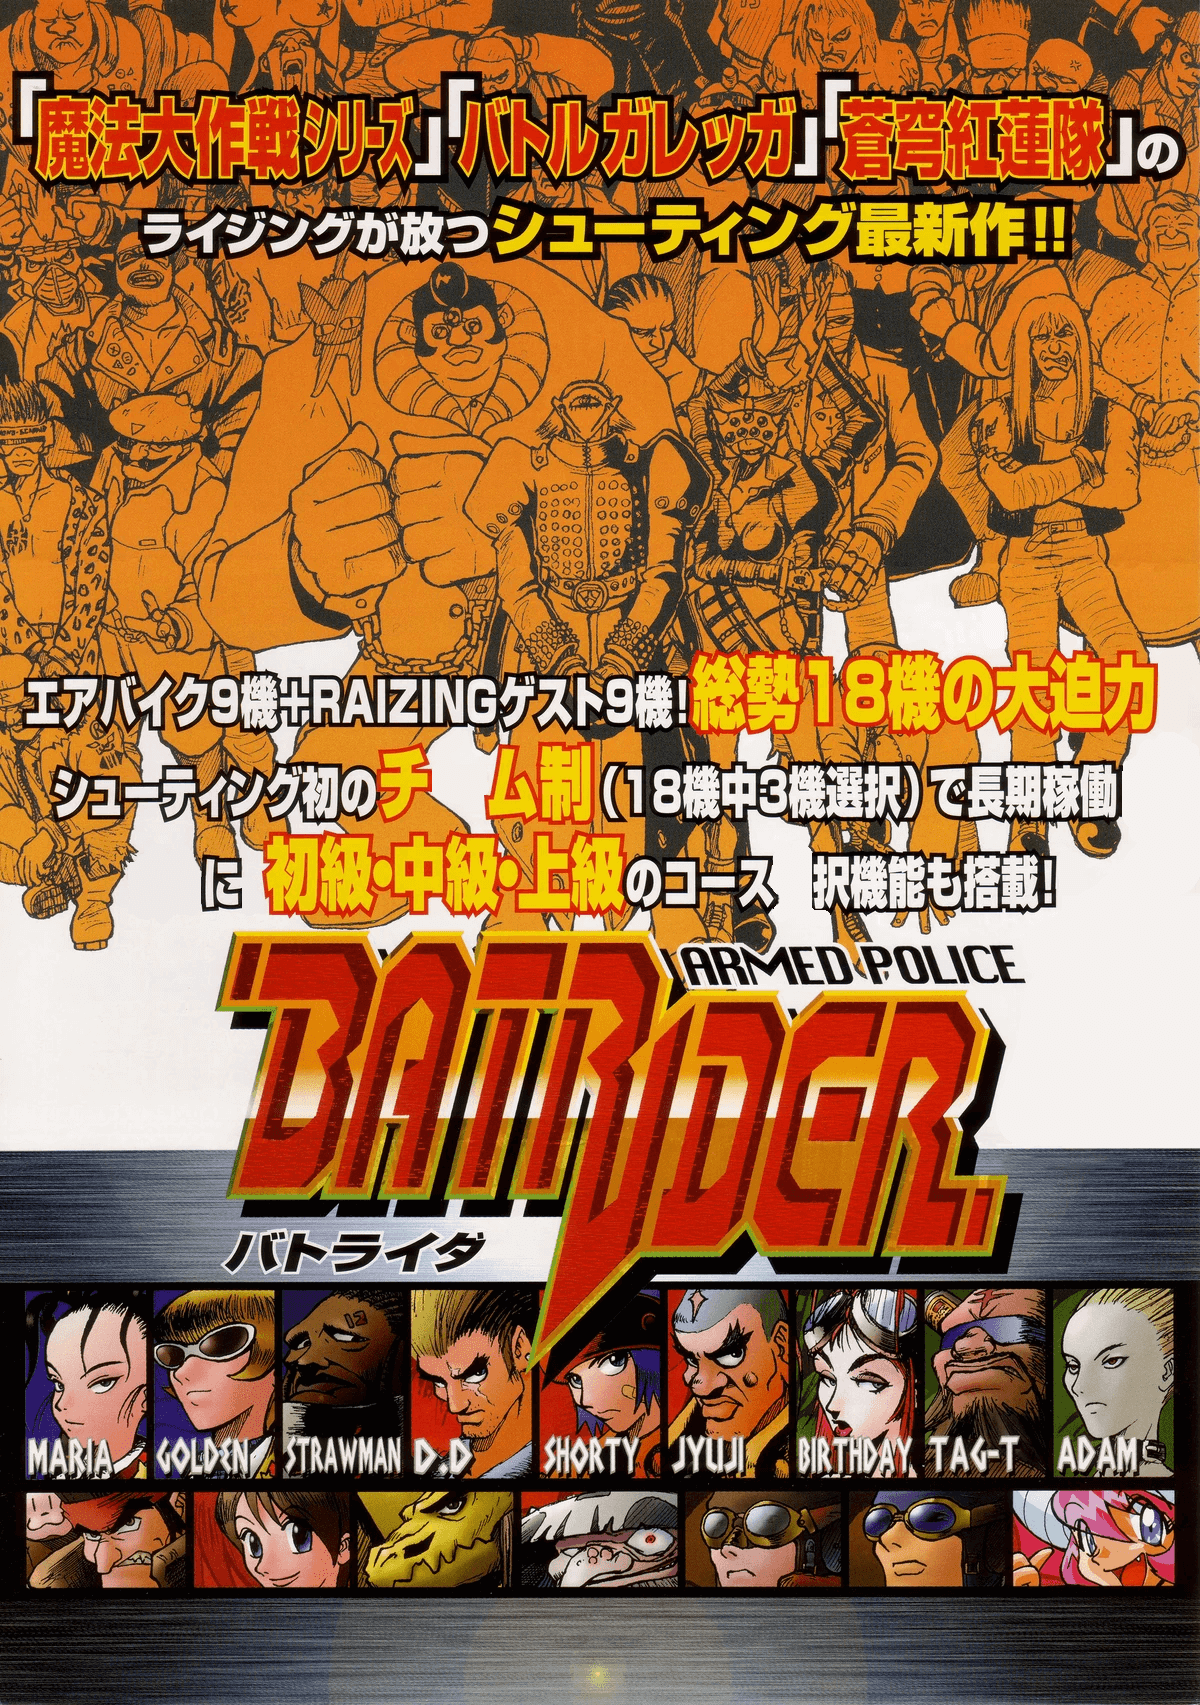 「魔法大作戦シリーズ」「バトルガレッガ」「蒼穹紅蓮隊」の
ライジングが放つシューティング最新作!!
エアバイク9機+RAIZINGゲスト9機!総勢18機の大迫力
シューティング初のチ ム制(18機中3機選択)で長期稼働
に 初級・中級・上級のコース 択機能も搭載!
ARMED POLICE
BATRIDER
バトライダ
MARIA GOLDEN STRAWMAN D.D SHORTY JYUJI BIRTHDAY TAG-T ADAM
12